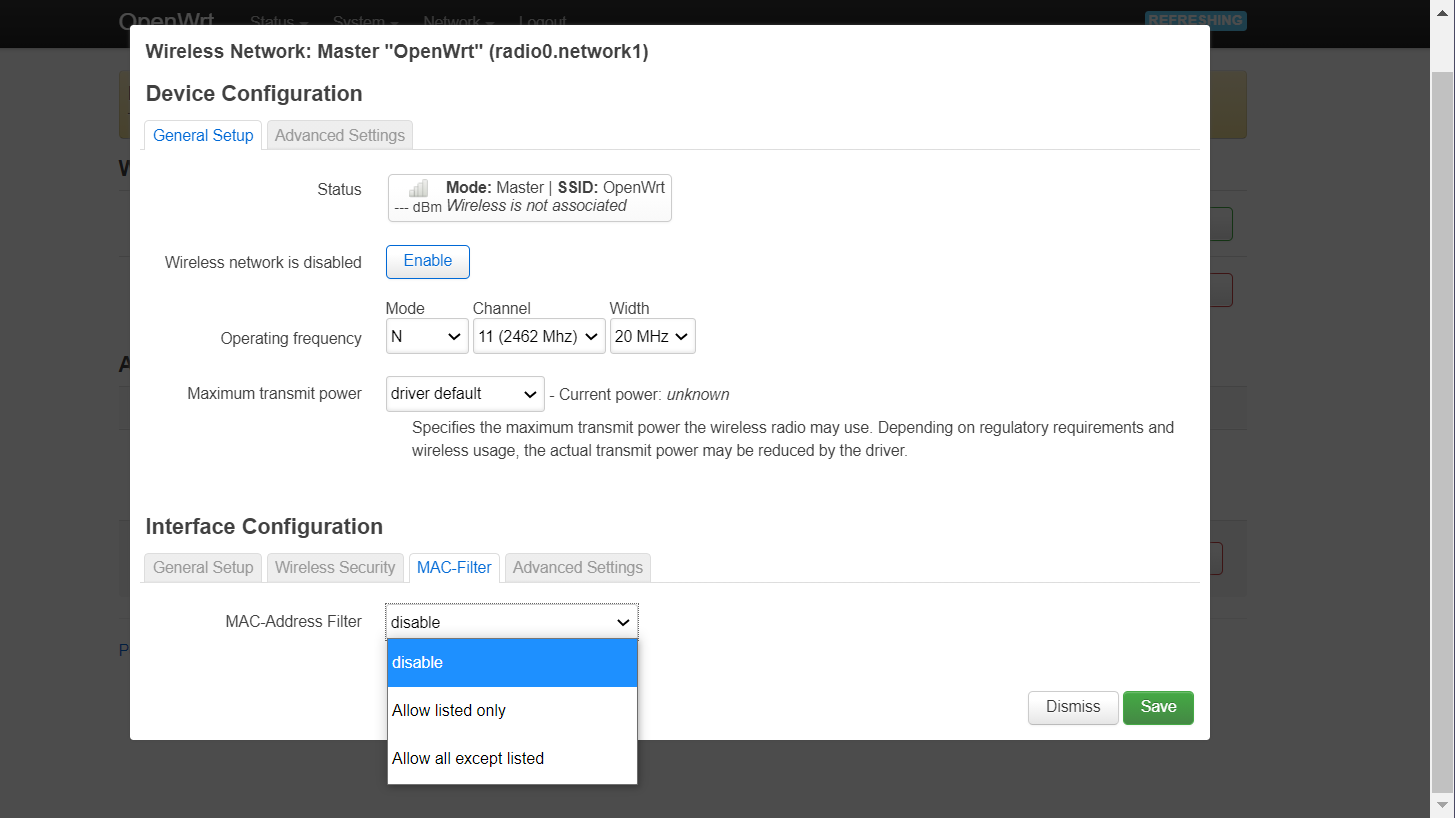 OpenWrt Status System Network Logout REFRESHING
Wireless Network: Master "OpenWrt" (radio0.network1)
Device Configuration
General Setup Advanced Settings
Status
Mode: Master | SSID: OpenWrt
--- dBm Wireless is not associated
Wireless network is disabled Enable
Mode Channel Width
Operating frequency N 11 (2462 Mhz) 20 MHz
Maximum transmit power driver default - Current power: unknown
Specifies the maximum transmit power the wireless radio may use. Depending on regulatory requirements and
wireless usage, the actual transmit power may be reduced by the driver.
Interface Configuration
General Setup Wireless Security MAC-Filter Advanced Settings
MAC-Address Filter disable
disable
Allow listed only
Allow all except listed
Dismiss Save